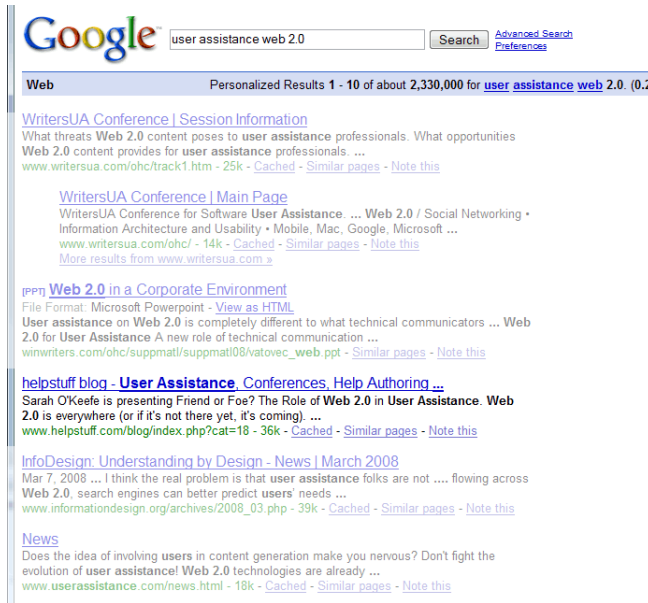 Google™
user assistance web 2.0
Search
Advanced Search
Preferences
Web
Personalized Results 1 - 10 of about 2,330,000 for user assistance web 2.0. (0.2
WritersUA Conference | Session Information
What threats Web 2.0 content poses to user assistance professionals. What opportunities
Web 2.0 content provides for user assistance professionals. ...
www.writersua.com/ohc/track1.htm - 25k - Cached - Similar pages - Note this
WritersUA Conference | Main Page
WritersUA Conference for Software User Assistance. ... Web 2.0 / Social Networking •
Information Architecture and Usability • Mobile, Mac, Google, Microsoft ...
www.writersua.com/ohc/ - 14k - Cached - Similar pages - Note this
More results from www.writersua.com »
[PPT] Web 2.0 in a Corporate Environment
File Format: Microsoft Powerpoint - View as HTML
User assistance on Web 2.0 is completely different to what technical communicators ... Web
2.0 for User Assistance A new role of technical communication ...
winwriters.com/ohc/suppmatl/suppmatl08/vatovec_web.ppt - Similar pages - Note this
helpstuff blog - User Assistance, Conferences, Help Authoring ...
Sarah O'Keefe is presenting Friend or Foe? The Role of Web 2.0 in User Assistance. Web
2.0 is everywhere (or if it's not there yet, it's coming). ...
www.helpstuff.com/blog/index.php?cat=18 - 36k - Cached - Similar pages - Note this
InfoDesign: Understanding by Design - News | March 2008
Mar 7, 2008 ... I think the real problem is that user assistance folks are not .... flowing across
Web 2.0, search engines can better predict users' needs ...
www.informationdesign.org/archives/2008_03.php - 39k - Cached - Similar pages - Note this
News
Does the idea of involving users in content generation make you nervous? Don't fight the
evolution of user assistance! Web 2.0 technologies are already ...
www.userassistance.com/news.html - 18k - Cached - Similar pages - Note this